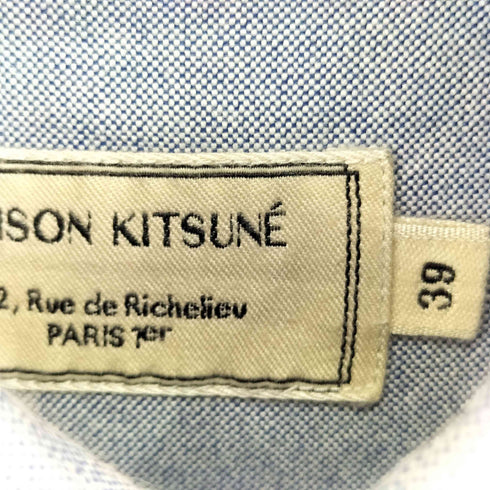 ISON KITSUNÉ
2, Rue de Richelieu
PARIS 1er
39